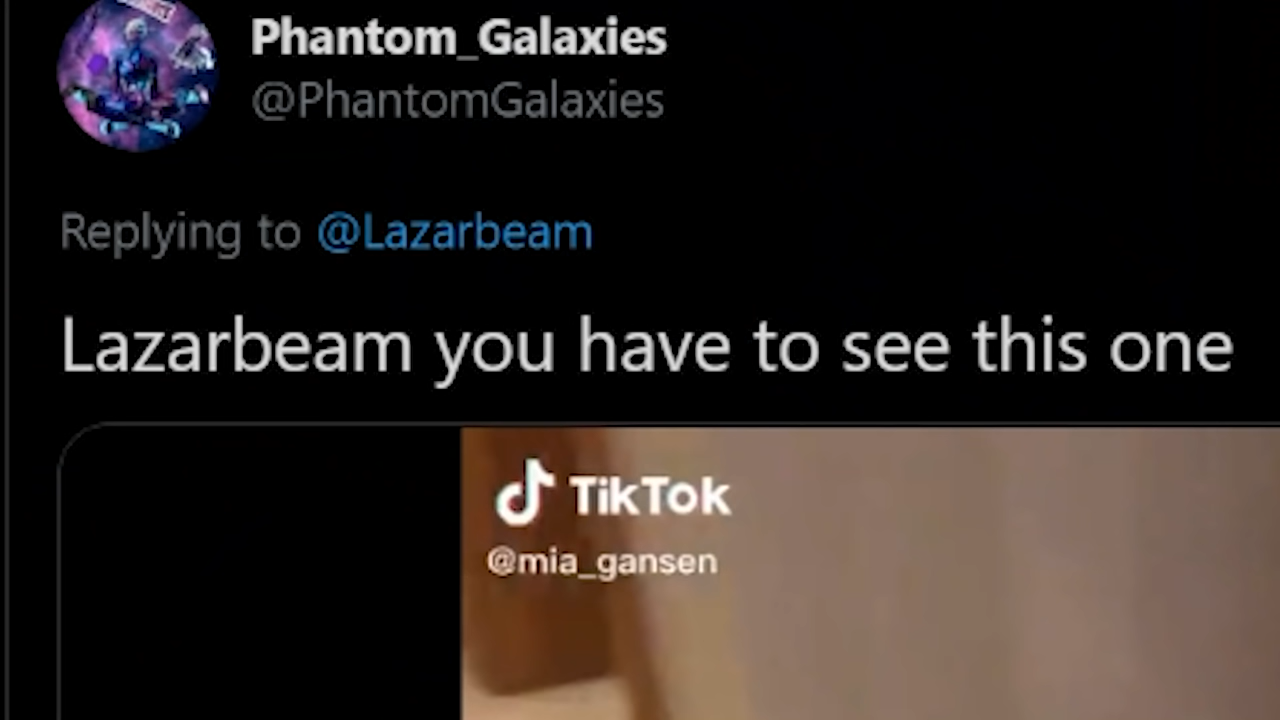 Phantom_Galaxies
@PhantomGalaxies
Replying to @Lazarbeam
Lazarbeam you have to see this one
TikTok
@mia_gansen